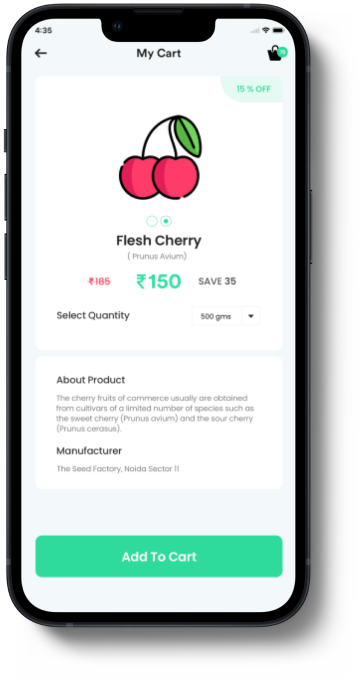 4:35
My Cart
15 % OFF
Flesh Cherry
( Prunus Avium)
₹185 ₹150 SAVE 35
Select Quantity 500 gms
About Product
The cherry fruits of commerce usually are obtained
from cultivars of a limited number of species such as
the sweet cherry (Prunus avium) and the sour cherry
(Prunus cerasus).
Manufacturer
The Seed Factory, Noida Sector 11
Add To Cart